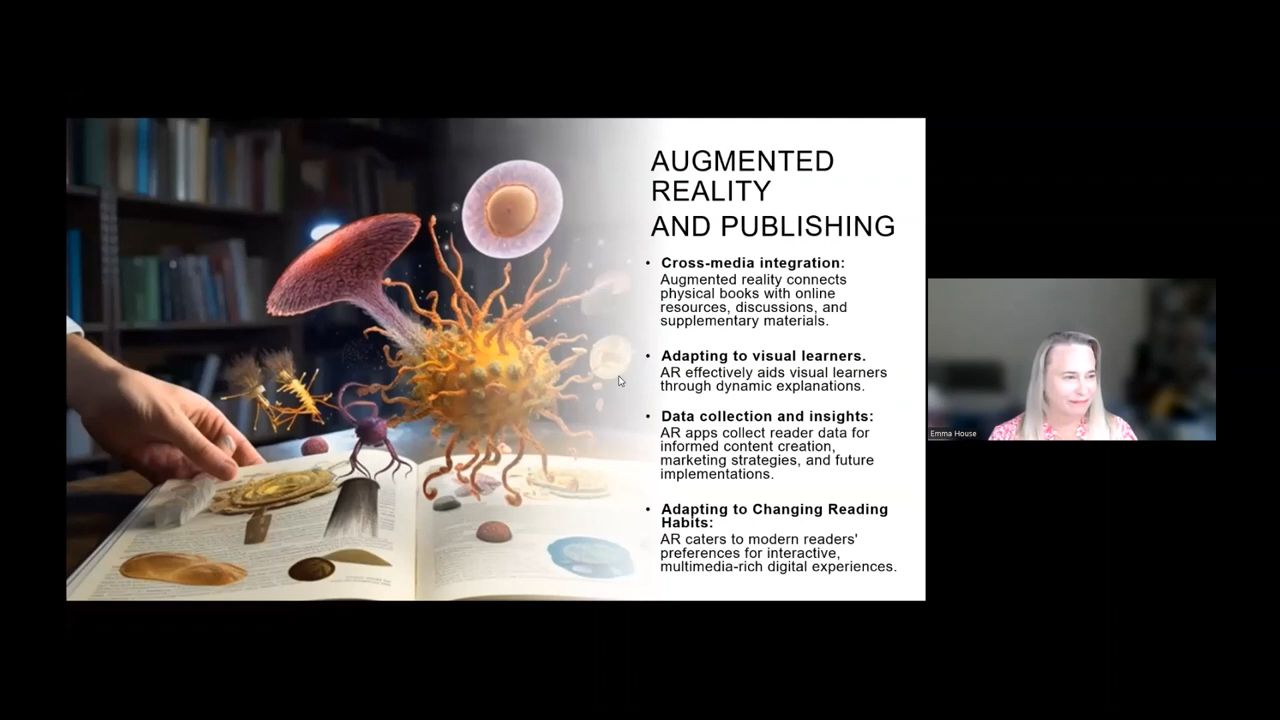 AUGMENTED
REALITY
AND PUBLISHING
• Cross-media integration:
Augmented reality connects
physical books with online
resources, discussions, and
supplementary materials.
• Adapting to visual learners.
AR effectively aids visual learners
through dynamic explanations.
• Data collection and insights:
AR apps collect reader data for
informed content creation,
marketing strategies, and future
implementations.
• Adapting to Changing Reading
Habits:
AR caters to modern readers'
preferences for interactive,
multimedia-rich digital experiences.
Emma House